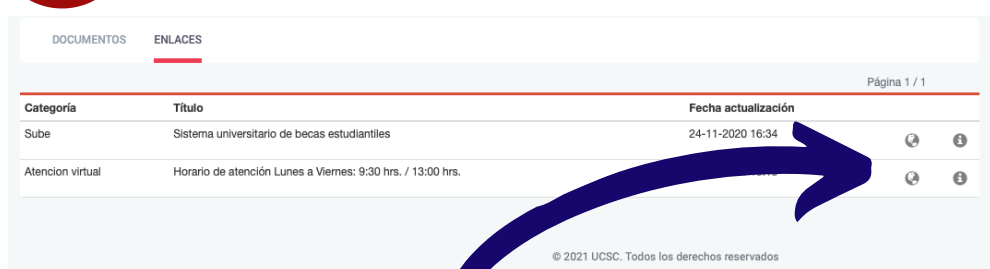 DOCUMENTOS ENLACES
Página 1 / 1
Categoría Título Fecha actualización
Sube Sistema universitario de becas estudiantiles 24-11-2020 16:34
Atencion virtual Horario de atención Lunes a Viernes: 9:30 hrs. / 13:00 hrs.
© 2021 UCSC. Todos los derechos reservados